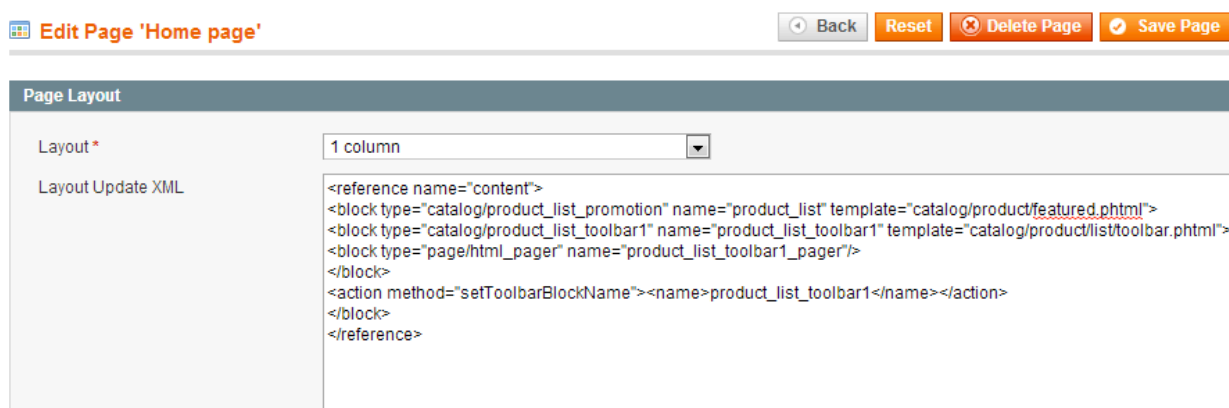 Edit Page 'Home page'
Back
Reset
Delete Page
Save Page
Page Layout
Layout *
1 column
Layout Update XML
<reference name="content">
<block type="catalog/product_list_promotion" name="product_list" template="catalog/product/featured.phtml">
<block type="catalog/product_list_toolbar1" name="product_list_toolbar1" template="catalog/product/list/toolbar.phtml">
<block type="page/html_pager" name="product_list_toolbar1_pager"/>
</block>
<action method="setToolbarBlockName"><name>product_list_toolbar1</name></action>
</block>
</reference>